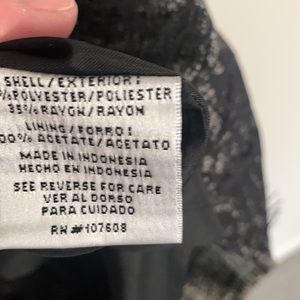 SHELL/EXTERIOR:
%POLYESTER/POLIESTER
35%RAYON/RAYON
LINING/FORRO:
00% ACETATE/ACETATO
MADE IN INDONESIA
HECHO EN INDONESIA
SEE REVERSE FOR CARE
VER AL DORSO
PARA CUIDADO
RN#107608